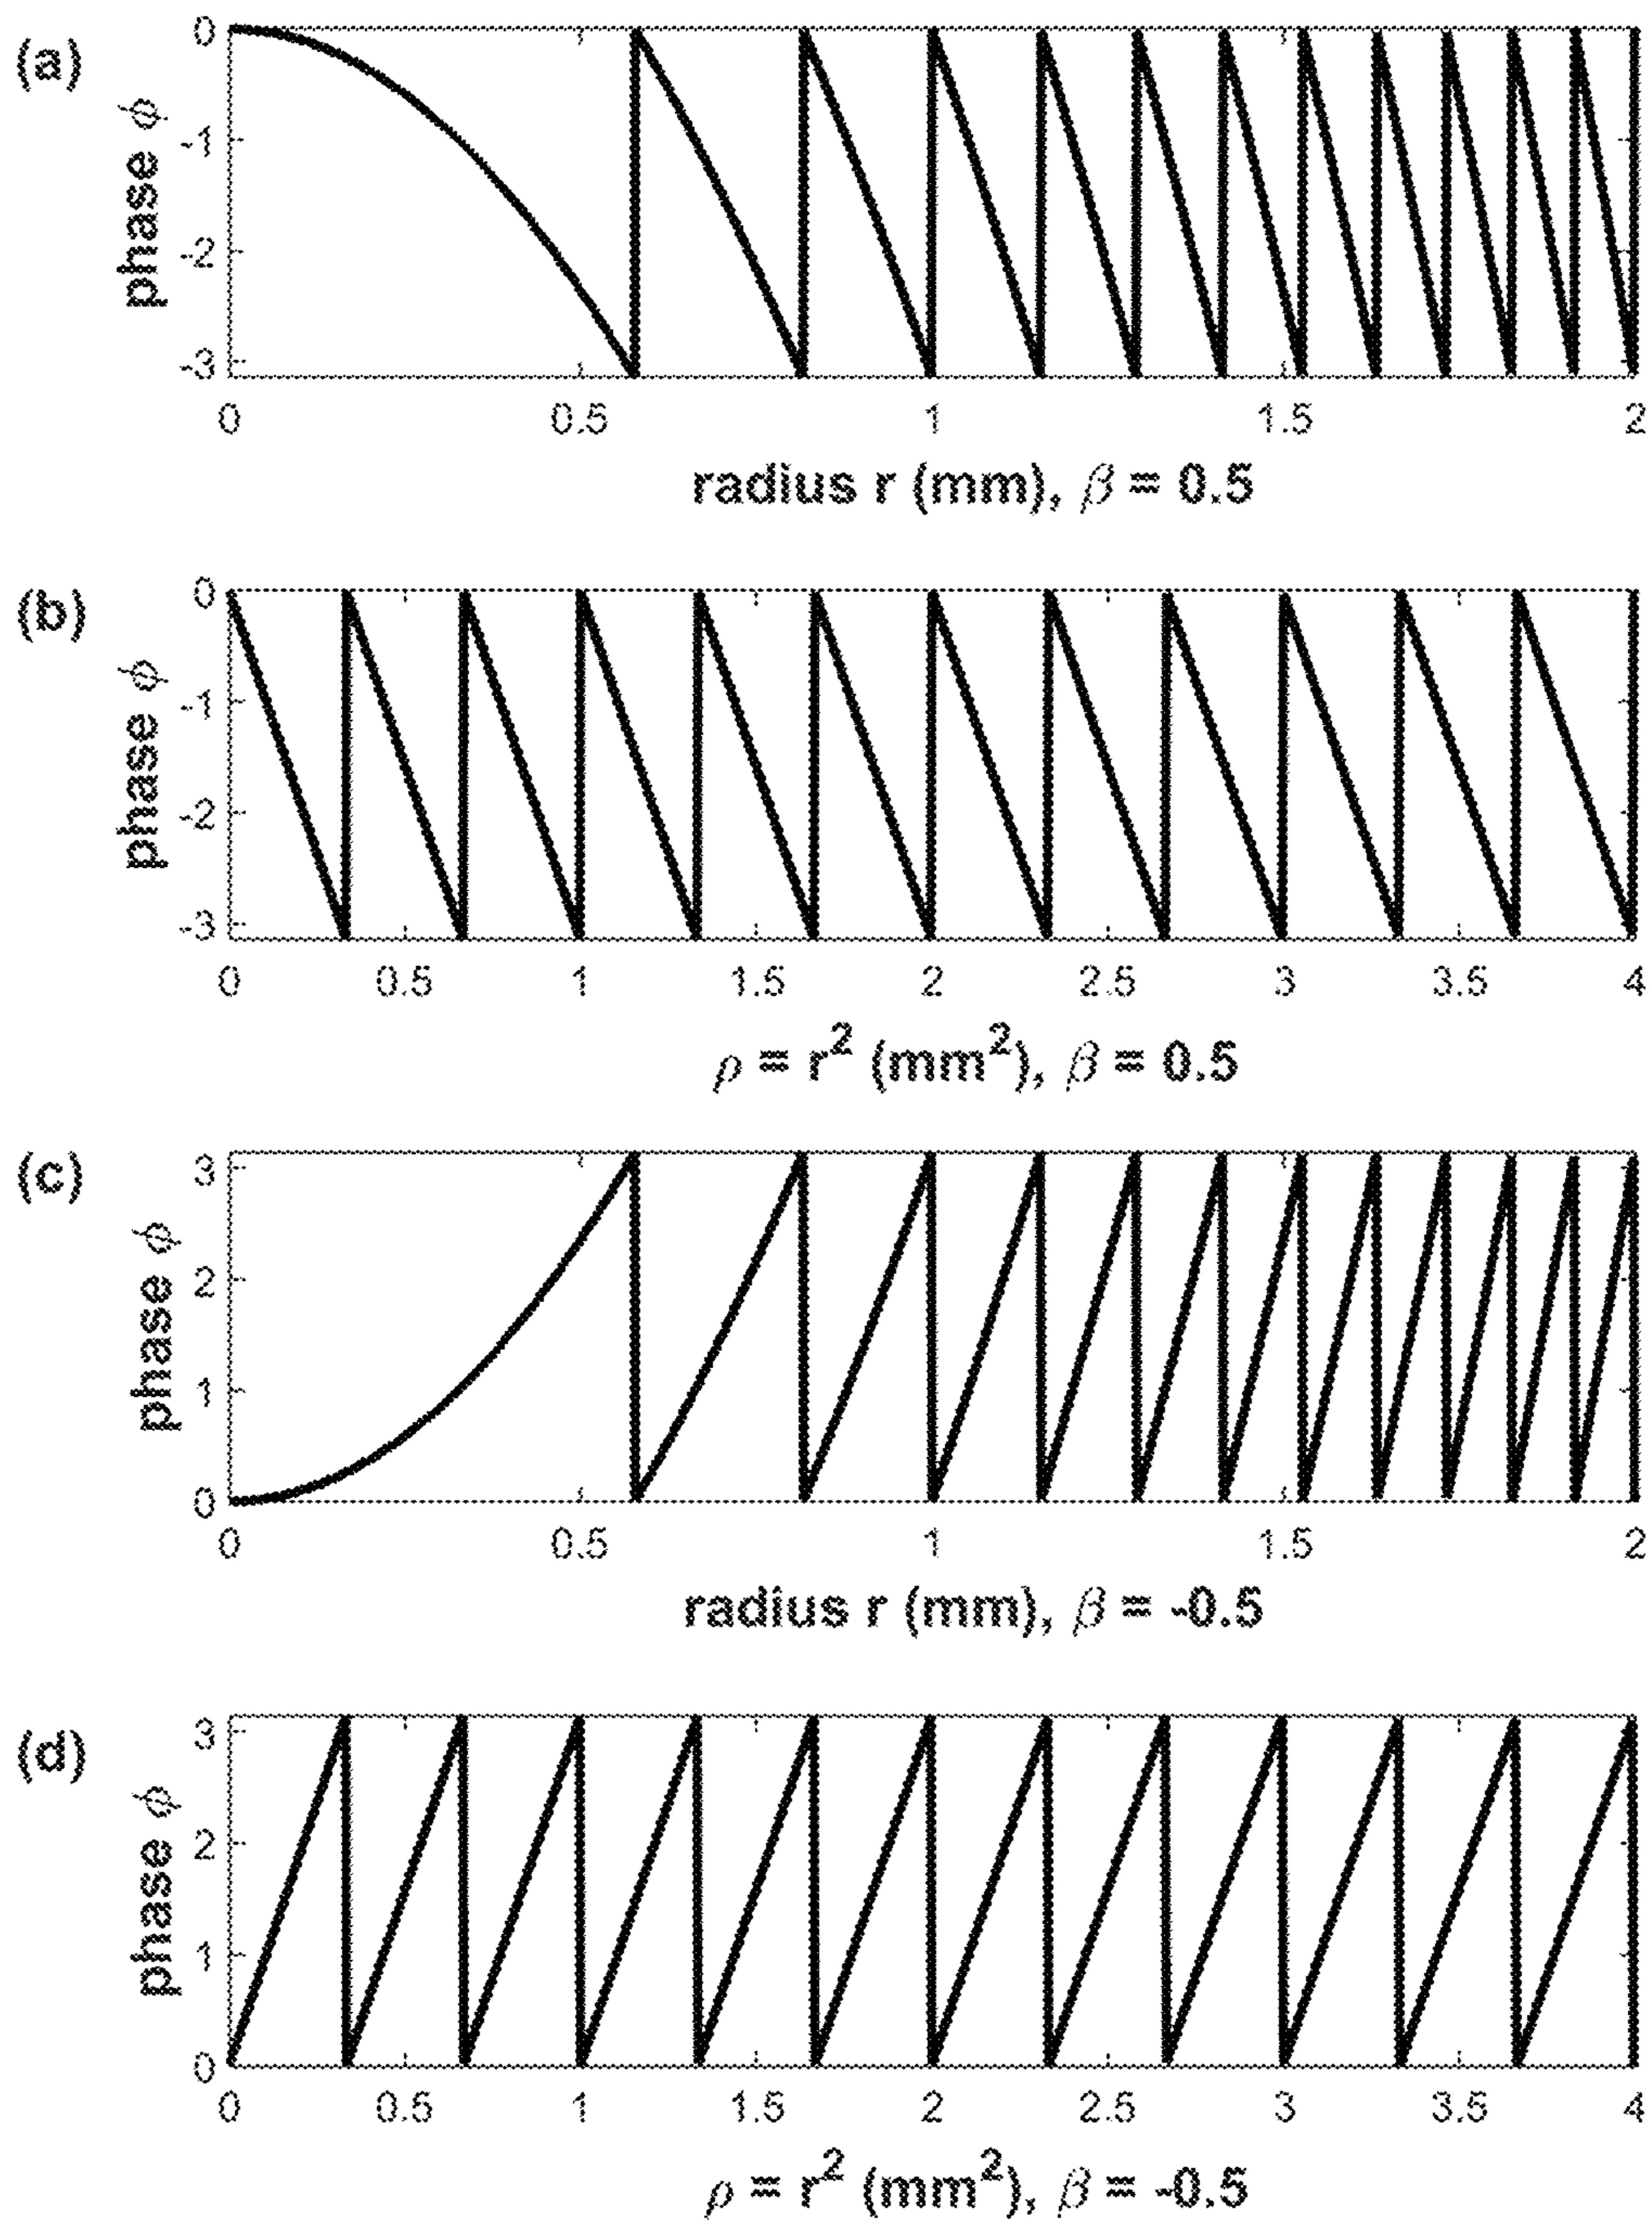 (a)
phase ϕ
0
-1
-2
-3
0 0.5 1 1.5 2
radius r (mm), β = 0.5
(b)
phase ϕ
0
-1
-2
-3
0 0.5 1 1.5 2 2.5 3 3.5 4
ρ = r² (mm²), β = 0.5
(c)
phase ϕ
3
2
1
0
0 0.5 1 1.5 2
radius r (mm), β = -0.5
(d)
phase ϕ
3
2
1
0
0 0.5 1 1.5 2 2.5 3 3.5 4
ρ = r² (mm²), β = -0.5